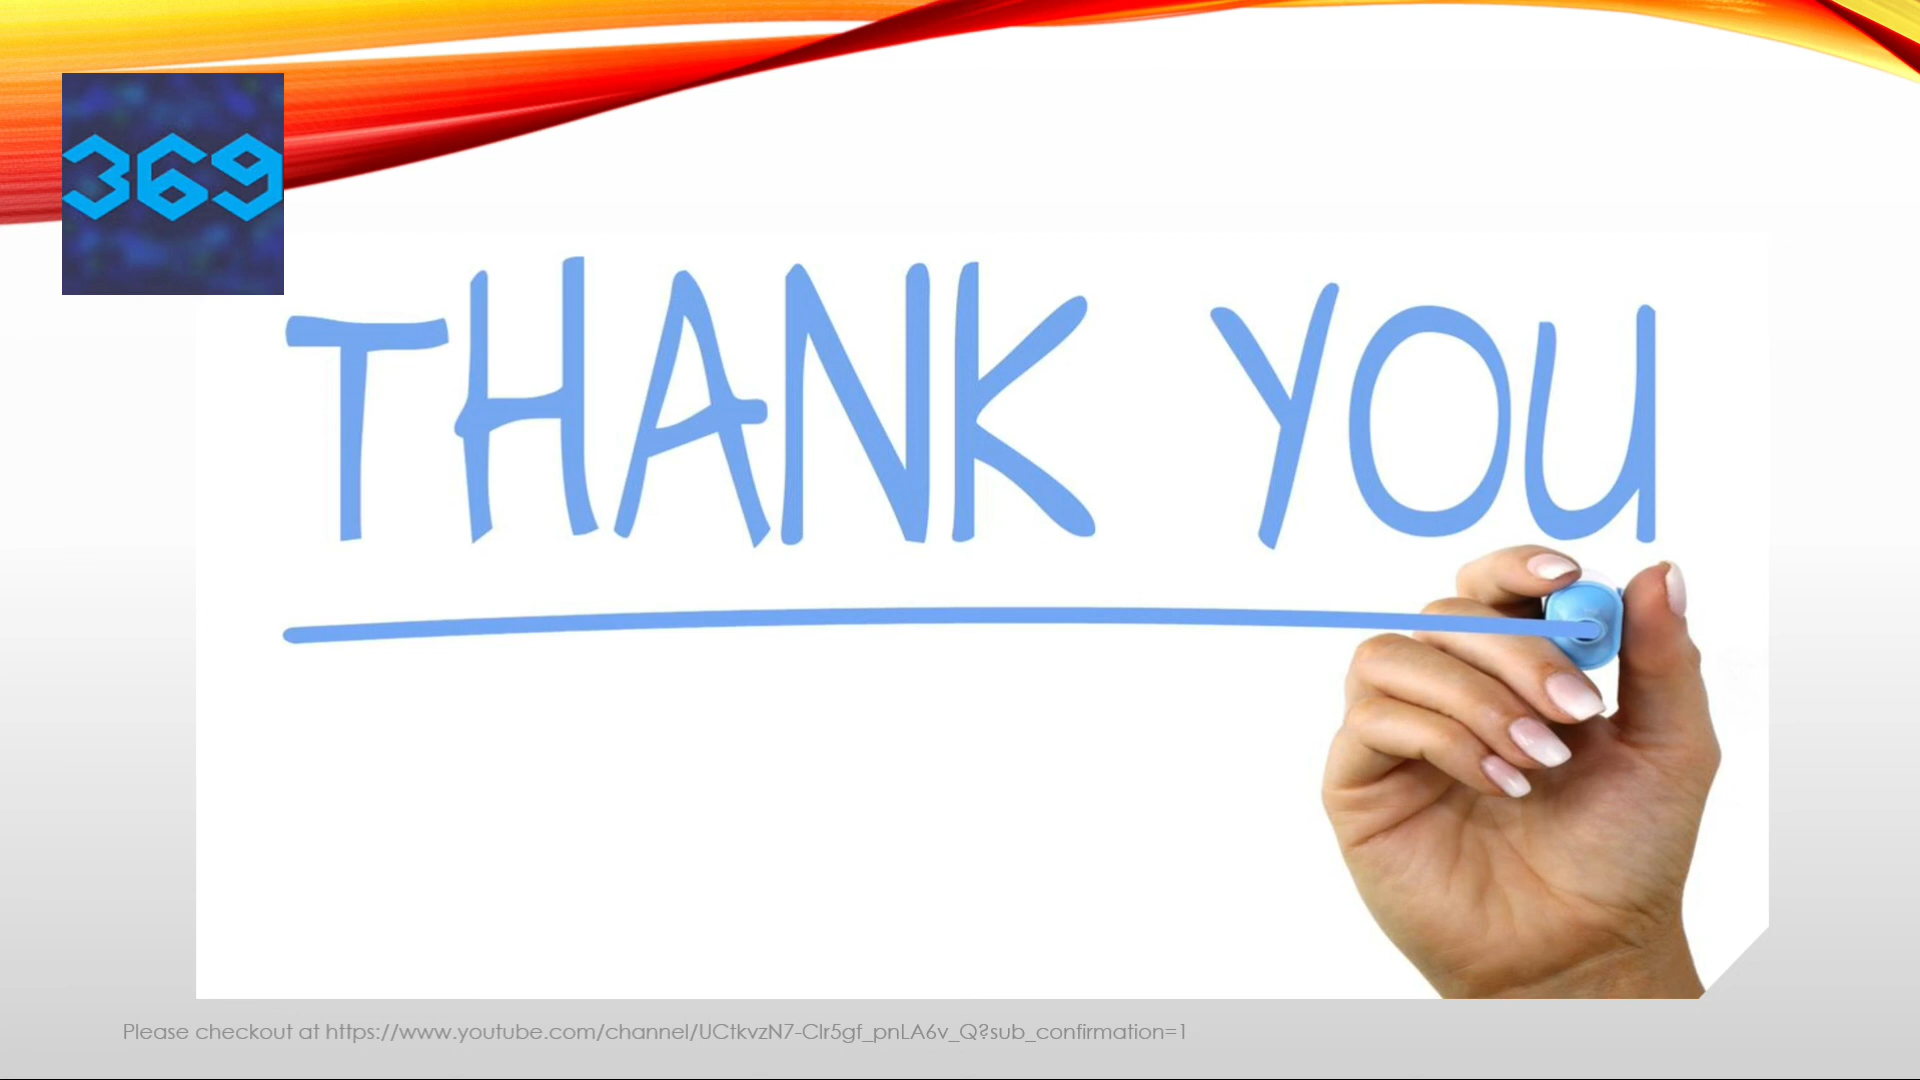 369
THANK YOU
Please checkout at https://www.youtube.com/channel/UCtkvzN7-Clr5gf_pnLA6v_Q?sub_confirmation=1